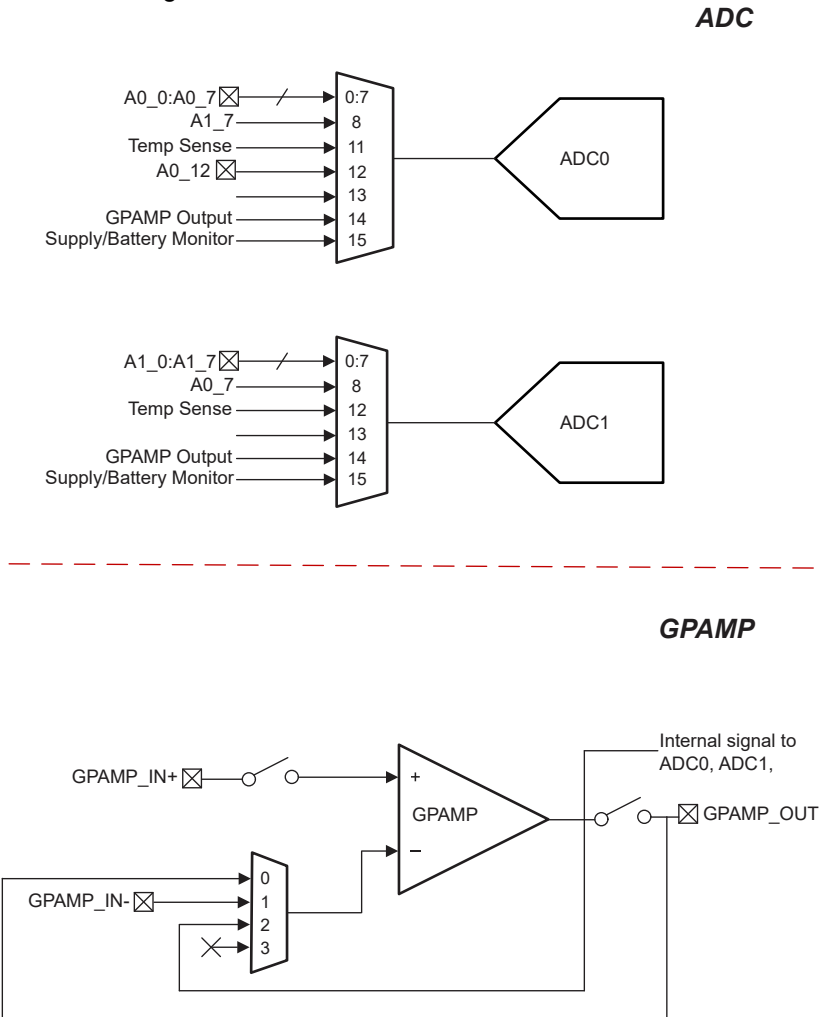 ADC
A0_0:A0_7
0:7
A1_7
8
ADC0
Temp Sense
11
A0_12
12
13
GPAMP Output
14
Supply/Battery Monitor
15
A1_0:A1_7
0:7
A0_7
8
ADC1
Temp Sense
12
13
GPAMP Output
14
Supply/Battery Monitor
15
GPAMP
Internal signal to
ADC0, ADC1,
GPAMP_IN+
+
GPAMP
GPAMP_OUT
−
0
GPAMP_IN-
1
2
3